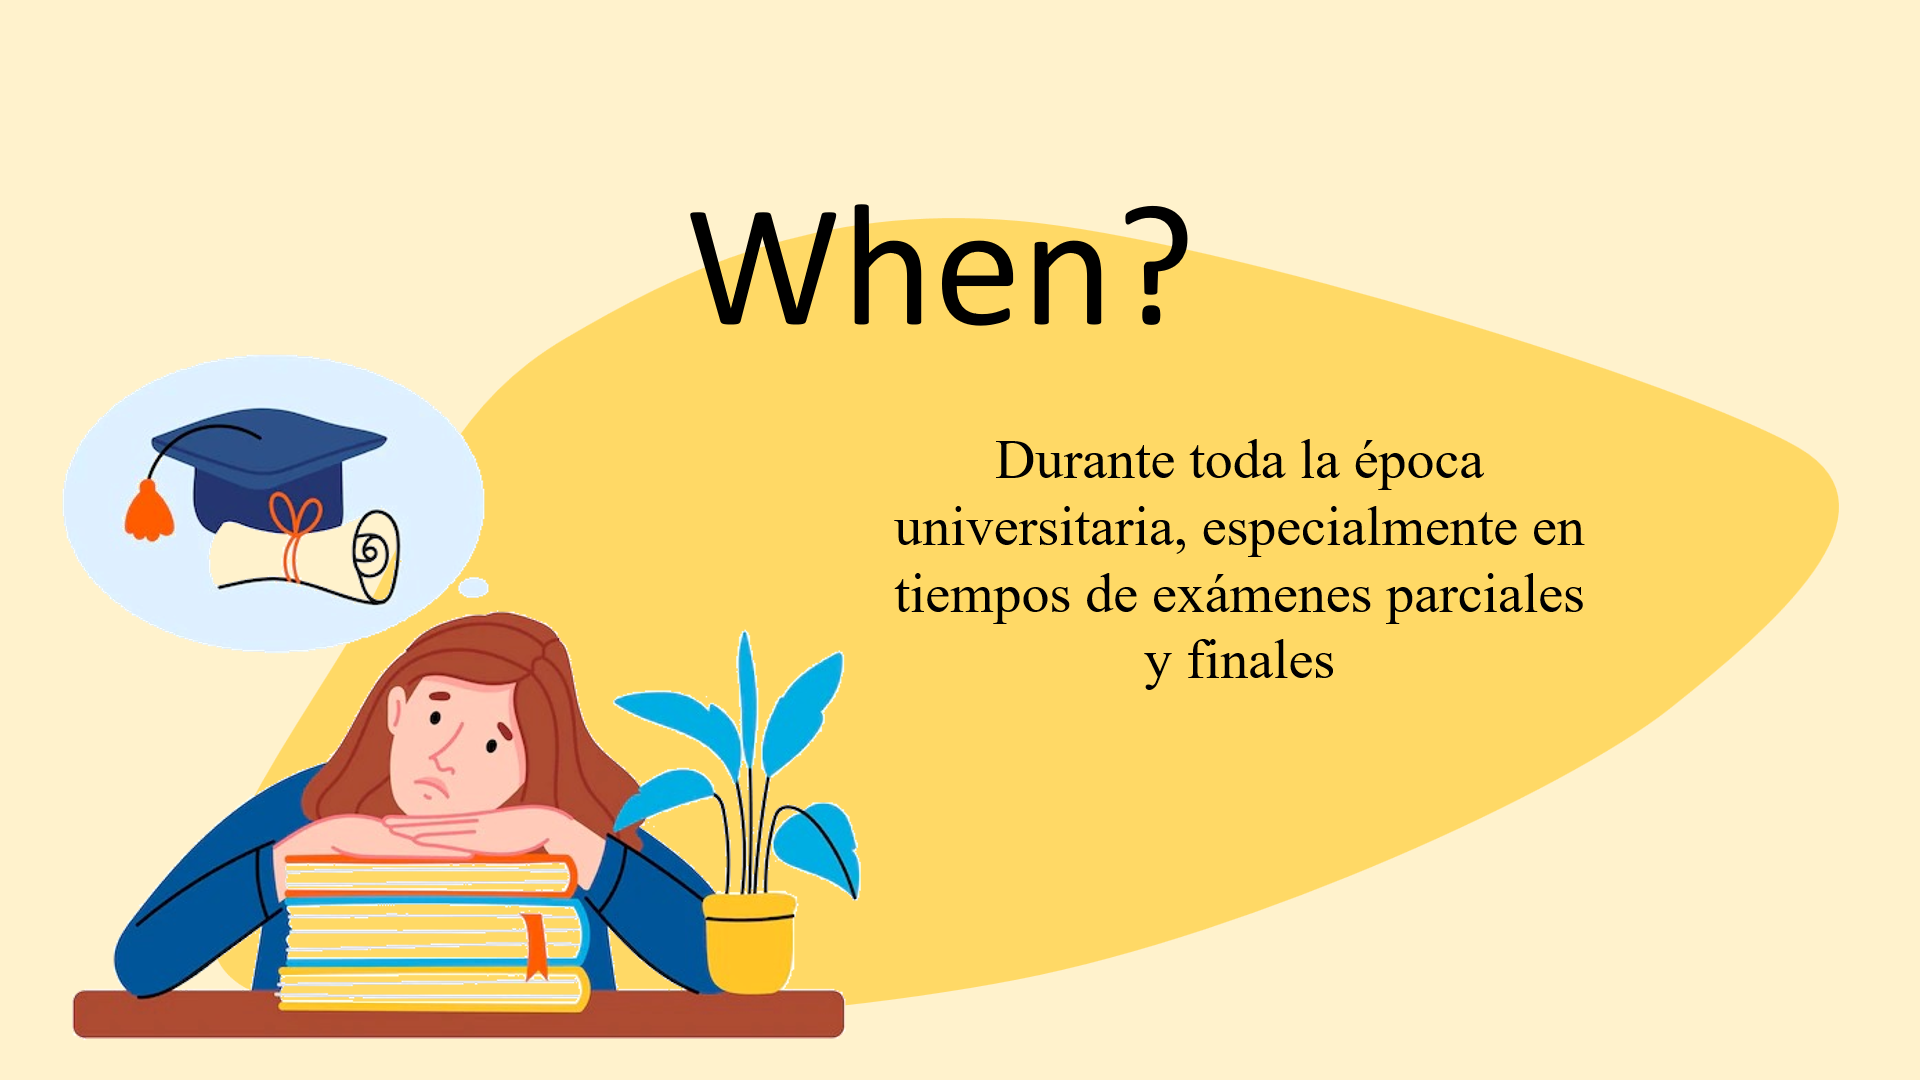 When?
Durante toda la época
universitaria, especialmente en
tiempos de exámenes parciales
y finales